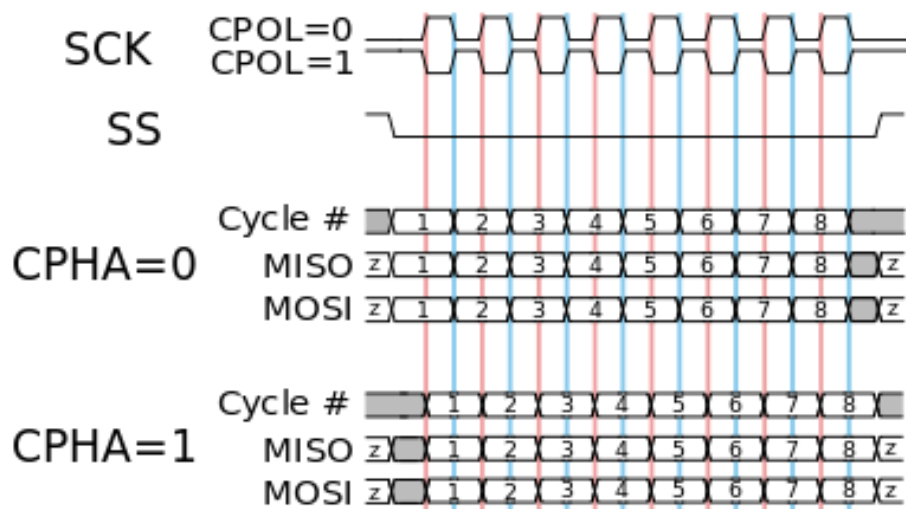 SCK CPOL=0
CPOL=1
SS
Cycle # 1 2 3 4 5 6 7 8
CPHA=0 MISO z 1 2 3 4 5 6 7 8 z
MOSI z 1 2 3 4 5 6 7 8 z
Cycle # 1 2 3 4 5 6 7 8
CPHA=1 MISO z 1 2 3 4 5 6 7 8 z
MOSI z 1 2 3 4 5 6 7 8 z